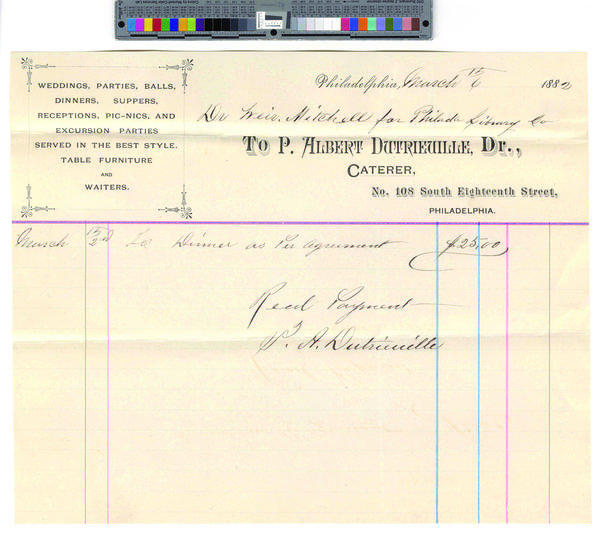 WEDDINGS, PARTIES, BALLS,
DINNERS, SUPPERS,
RECEPTIONS, PIC-NICS, AND
EXCURSION PARTIES
SERVED IN THE BEST STYLE.
TABLE FURNITURE
AND
WAITERS.
Philadelphia, March 1882
Dr Weir Mitchell for Philada Library Co
To P. ALBERT DUTRIEUILLE, Dr.,
CATERER,
No. 108 South Eighteenth Street,
PHILADELPHIA.
March To Dinner as Per Agreement $25,00
Recd Payment
P. A. Dutrieuille